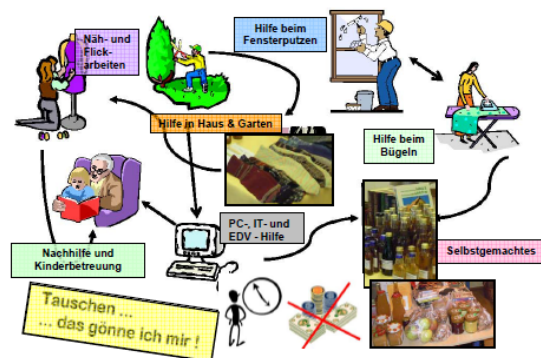 Näh- und
Flick-
arbeiten
Hilfe beim
Fensterputzen
Hilfe in Haus & Garten
Hilfe beim
Bügeln
PC-, IT- und
EDV - Hilfe
Nachhilfe und
Kinderbetreuung
Selbstgemachtes
Tauschen ...
... das gönne ich mir !